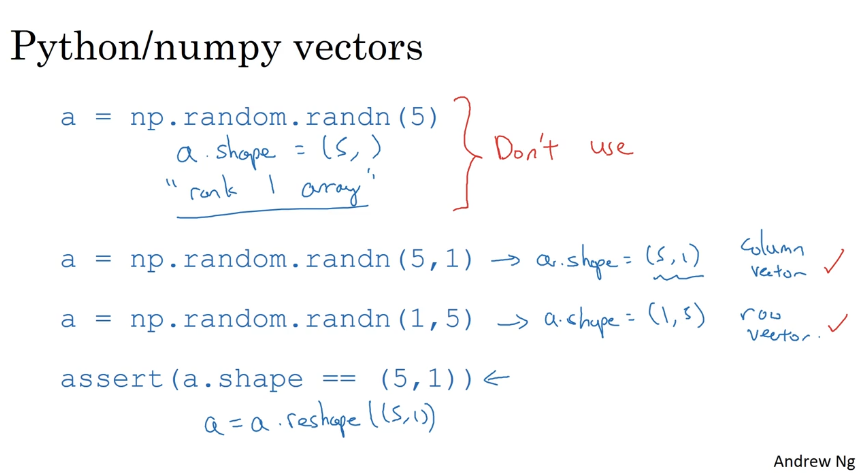 Python/numpy vectors
a = np.random.randn(5)
a.shape = (5, )
"rank 1 array"
Don't use
a = np.random.randn(5,1) → a.shape = (5,1) column vector ✓
a = np.random.randn(1,5) → a.shape = (1,5) row vector. ✓
assert(a.shape == (5,1)) ←
a = a.reshape((5,1))
Andrew Ng